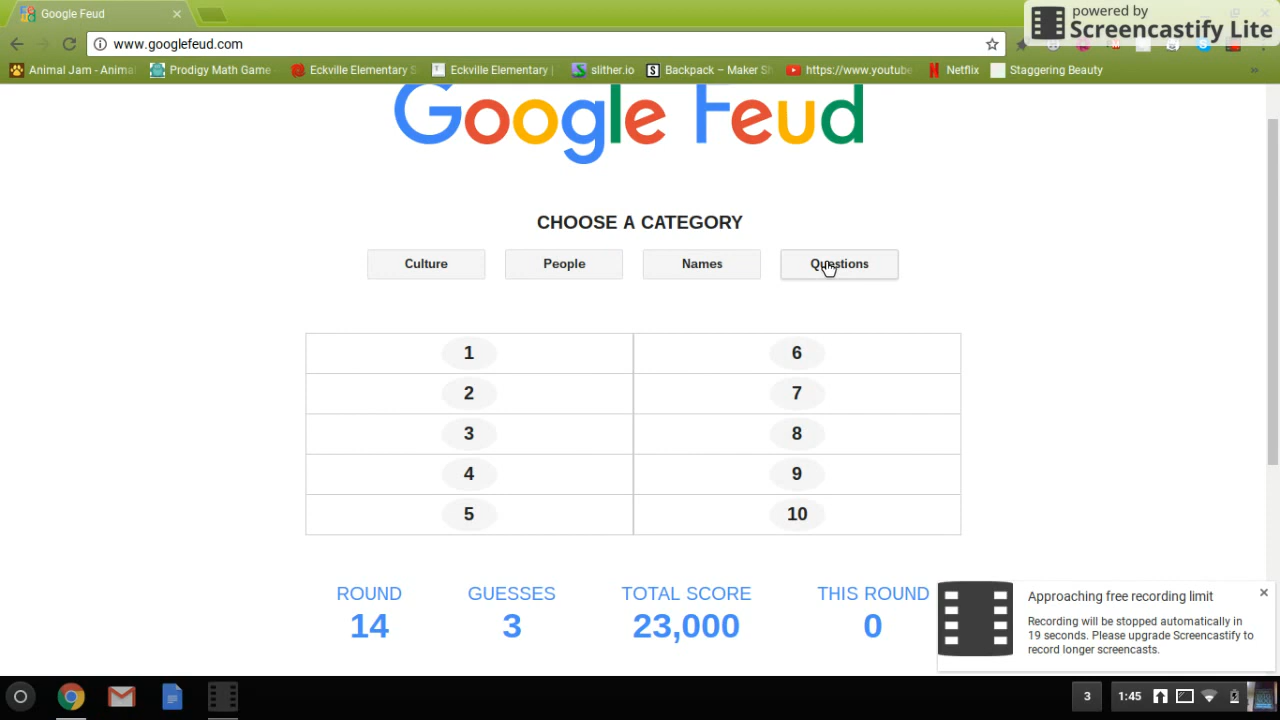 Google Feud
powered by
Screencastify Lite
www.googlefeud.com
Animal Jam - Anima
Prodigy Math Game -
Eckville Elementary S
Eckville Elementary |
slither.io
Backpack – Maker Sh
https://www.youtube
Netflix
Staggering Beauty
»
Google Feud
CHOOSE A CATEGORY
Culture
People
Names
Questions
1
6
2
7
3
8
4
9
5
10
ROUND
GUESSES
TOTAL SCORE
THIS ROUND
14
3
23,000
0
Approaching free recording limit
Recording will be stopped automatically in
19 seconds. Please upgrade Screencastify to
record longer screencasts.
3
1:45